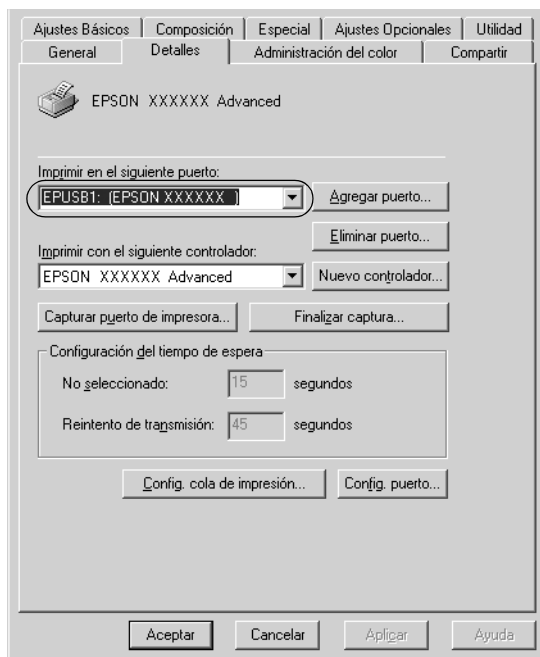 Ajustes Básicos Composición Especial Ajustes Opcionales Utilidad
General Detalles Administración del color Compartir
EPSON XXXXXX Advanced
Imprimir en el siguiente puerto:
EPUSB1: (EPSON XXXXXX ) Agregar puerto...
Eliminar puerto...
Imprimir con el siguiente controlador:
EPSON XXXXXX Advanced Nuevo controlador...
Capturar puerto de impresora... Finalizar captura...
Configuración del tiempo de espera
No seleccionado: 15 segundos
Reintento de transmisión: 45 segundos
Config. cola de impresión... Config. puerto...
Aceptar Cancelar Aplicar Ayuda